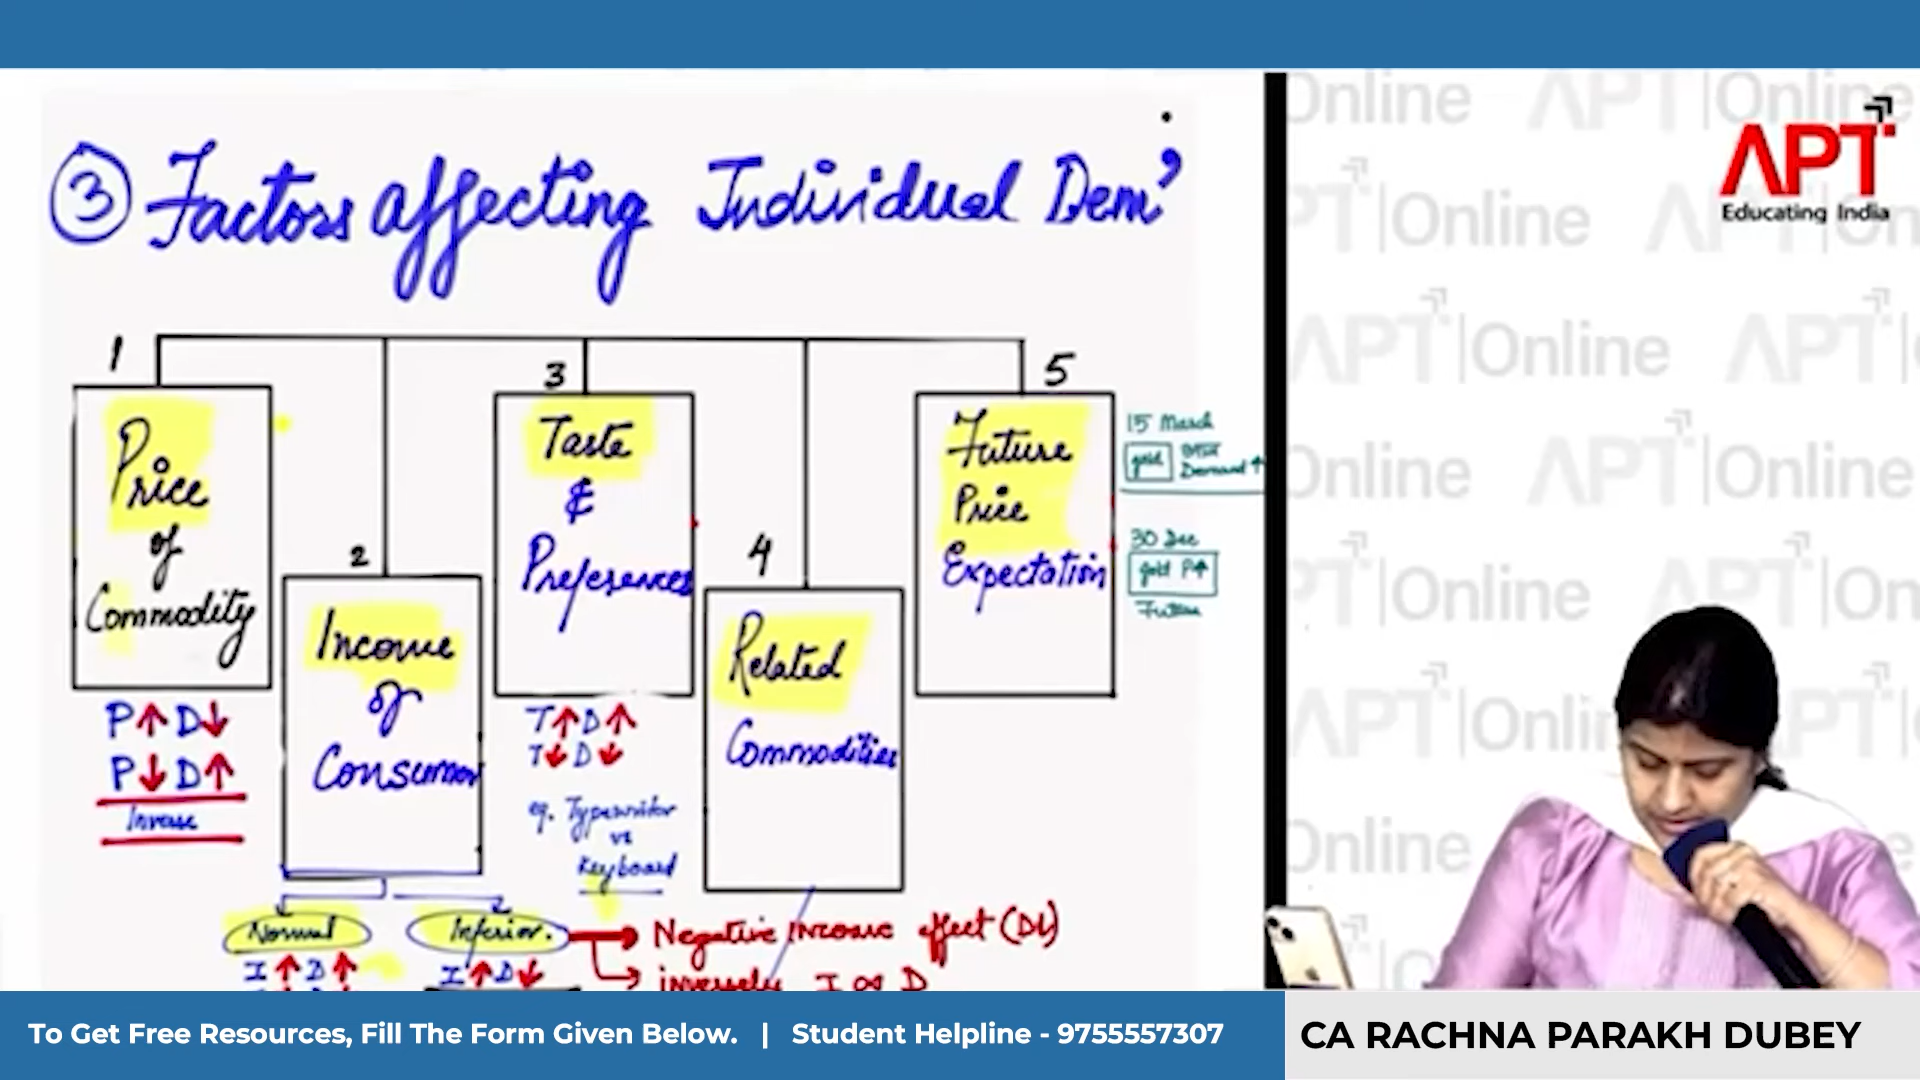 3 Factors affecting Individual Dem'
1
Price
of
Commodity
P↑ D↓
P↓ D↑
Inverse
2
Income
of
Consumer
Normal
I↑ D↑
Inferior.
I↑ D↓
Negative Income effect (D↓)
inversely I or D
3
Taste
&
Preferences
T↑ D↑
T↓ D↓
eg. Typewriter
vs
Keyboard
4
Related
Commodities
5
Future
Price
Expectation
15 March
gold
Demand ↑
30 Dec
gold P↑
Future
APT
Educating India
APT|Online
To Get Free Resources, Fill The Form Given Below. | Student Helpline - 9755557307
CA RACHNA PARAKH DUBEY